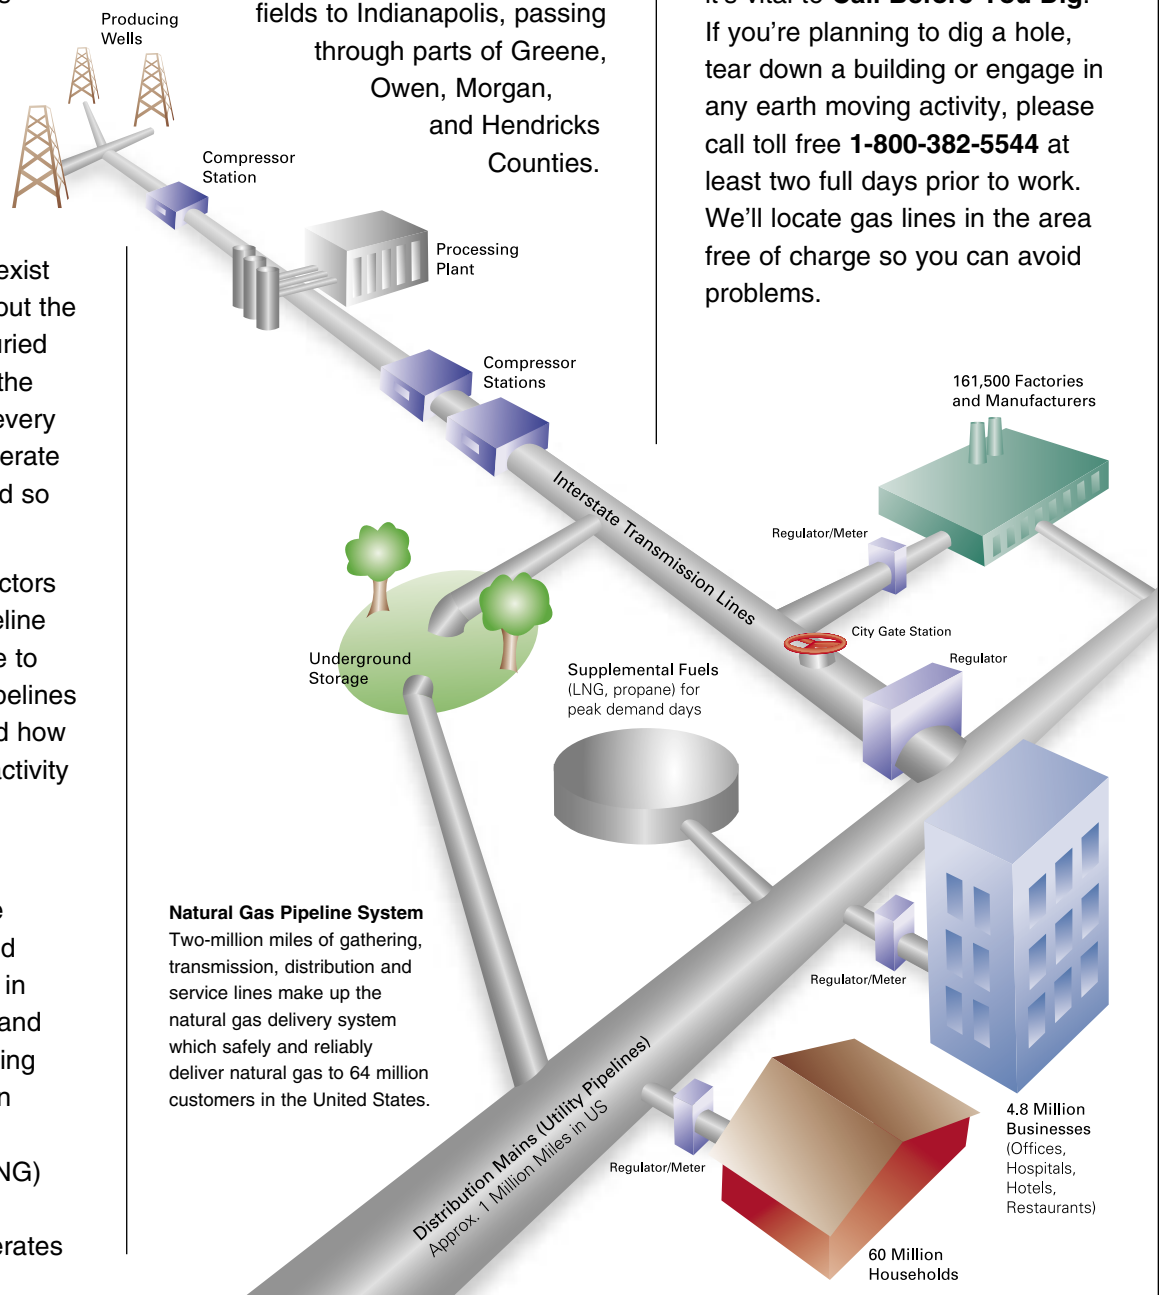 fields to Indianapolis, passing
through parts of Greene,
Owen, Morgan,
and Hendricks
Counties.
If you’re planning to dig a hole,
tear down a building or engage in
any earth moving activity, please
call toll free 1-800-382-5544 at
least two full days prior to work.
We’ll locate gas lines in the area
free of charge so you can avoid
problems.
exist
out the
uried
the
every
erate
d so
ctors
eline
e to
pelines
d how
activity
e
d
in
and
ing
n
NG)
erates
Producing
Wells
Compressor
Station
Processing
Plant
Compressor
Stations
Interstate Transmission Lines
161,500 Factories
and Manufacturers
Regulator/Meter
City Gate Station
Regulator
Underground
Storage
Supplemental Fuels
(LNG, propane) for
peak demand days
Natural Gas Pipeline System
Two-million miles of gathering,
transmission, distribution and
service lines make up the
natural gas delivery system
which safely and reliably
deliver natural gas to 64 million
customers in the United States.
Regulator/Meter
Distribution Mains (Utility Pipelines)
Approx. 1 Million Miles in US
Regulator/Meter
4.8 Million
Businesses
(Offices,
Hospitals,
Hotels,
Restaurants)
60 Million
Households